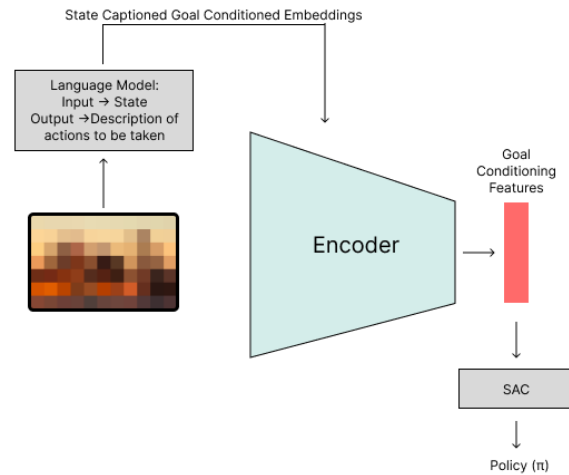 State Captioned Goal Conditioned Embeddings
Language Model:
Input → State
Output →Description of
actions to be taken
Encoder
Goal
Conditioning
Features
SAC
Policy (π)